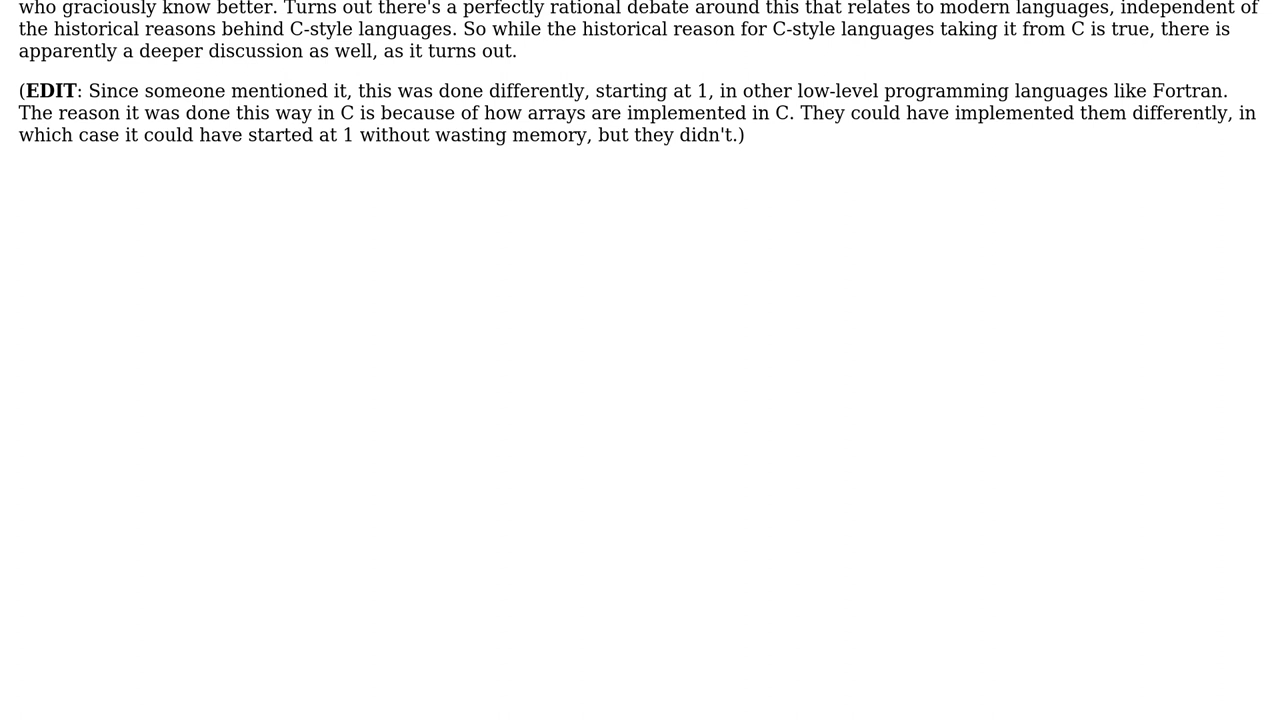 who graciously know better. Turns out there's a perfectly rational debate around this that relates to modern languages, independent of
the historical reasons behind C-style languages. So while the historical reason for C-style languages taking it from C is true, there is
apparently a deeper discussion as well, as it turns out.
(EDIT: Since someone mentioned it, this was done differently, starting at 1, in other low-level programming languages like Fortran.
The reason it was done this way in C is because of how arrays are implemented in C. They could have implemented them differently, in
which case it could have started at 1 without wasting memory, but they didn't.)